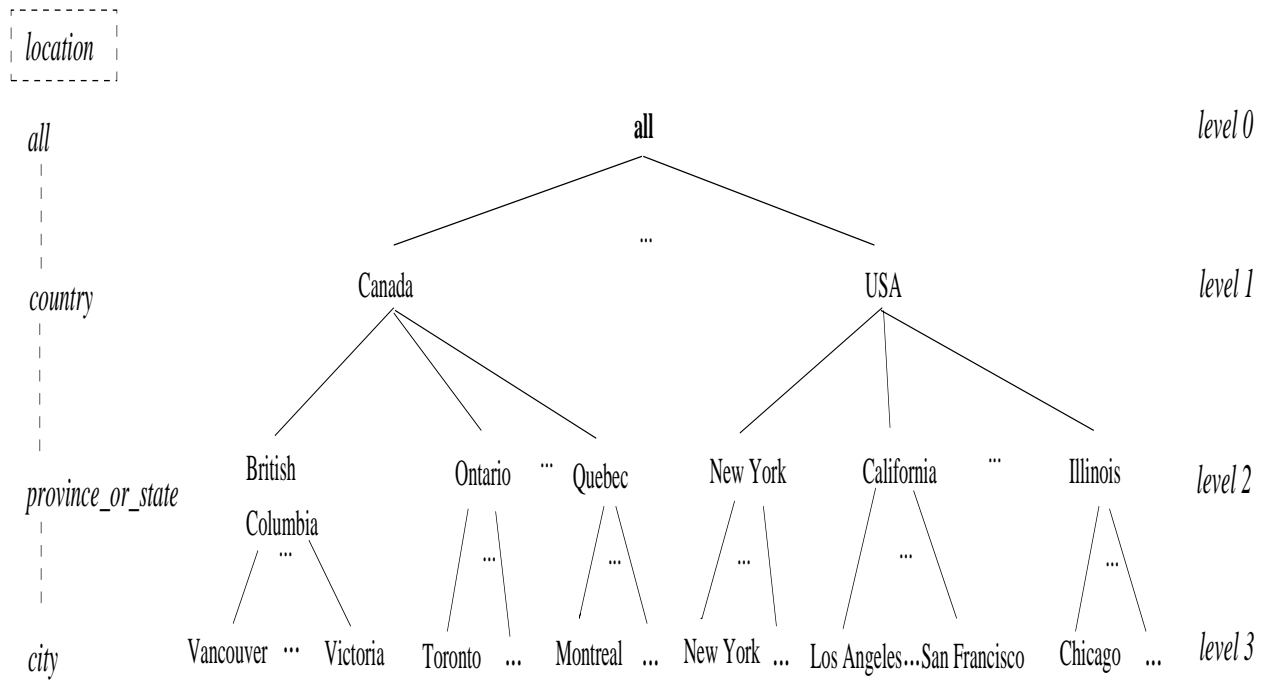 location
all all level 0
...
Canada USA level 1
country
British Ontario ... Quebec New York California ... Illinois level 2
province_or_state
Columbia
... ... ... ... ... ...
Vancouver ... Victoria Toronto ... Montreal ... New York ... Los Angeles...San Francisco Chicago ... level 3
city